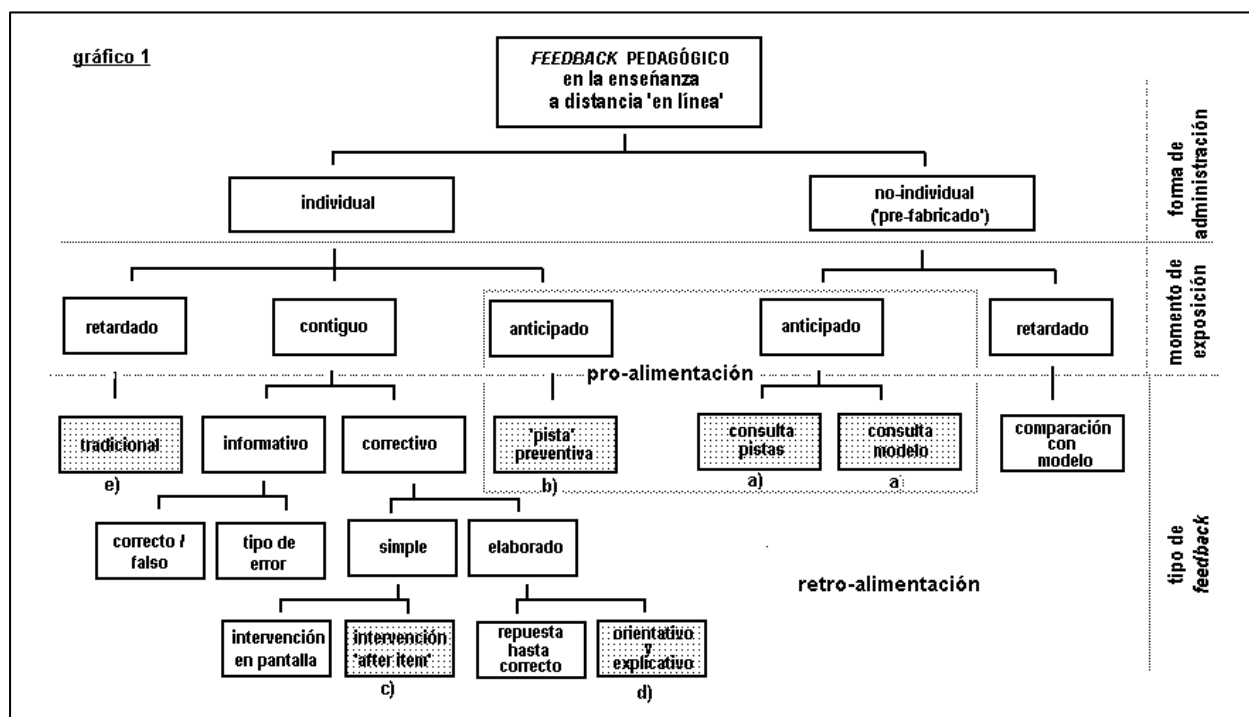 gráfico 1
FEEDBACK PEDAGÓGICO
en la enseñanza
a distancia 'en línea'
forma de
administración
individual
no-individual
('pre-fabricado')
momento de
exposición
retardado
contiguo
anticipado
anticipado
retardado
pro-alimentación
tipo de
feedback
tradicional
e)
informativo
correctivo
'pista'
preventiva
b)
consulta
pistas
a)
consulta
modelo
a
comparación
con
modelo
correcto /
falso
tipo de
error
simple
elaborado
retro-alimentación
intervención
en pantalla
intervención
'after item'
c)
repuesta
hasta
correcto
orientativo
y
explicativo
d)